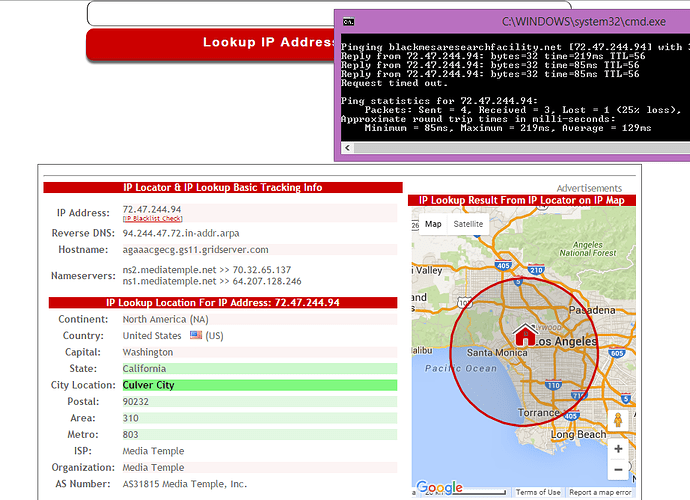 C:\WINDOWS\system32\cmd.exe
Lookup IP Address
Pinging blackmesaresearchfacility.net [72.47.244.94] with
Reply from 72.47.244.94: bytes=32 time=219ms TTL=56
Reply from 72.47.244.94: bytes=32 time=85ms TTL=56
Reply from 72.47.244.94: bytes=32 time=85ms TTL=56
Request timed out.
Ping statistics for 72.47.244.94:
Packets: Sent = 4, Received = 3, Lost = 1 (25% loss),
Approximate round trip times in milli-seconds:
Minimum = 85ms, Maximum = 219ms, Average = 129ms
IP Locator & IP Lookup Basic Tracking Info
IP Address: 72.47.244.94
[IP Blacklist Check]
Reverse DNS: 94.244.47.72.in-addr.arpa
Hostname: agaaacgecg.gs11.gridserver.com
Nameservers: ns2.mediatemple.net >> 70.32.65.137
ns1.mediatemple.net >> 64.207.128.246
IP Lookup Location For IP Address: 72.47.244.94
Continent: North America (NA)
Country: United States (US)
Capital: Washington
State: California
City Location: Culver City
Postal: 90232
Area: 310
Metro: 803
ISP: Media Temple
Organization: Media Temple
AS Number: AS31815 Media Temple, Inc.
Advertisements
IP Lookup Result From IP Locator on IP Map
Map Satellite
Angeles
National Forest
405
210
Valley
101
Pasadena
210
Los Angeles
Malibu
Santa Monica
605
Pacific Ocean
110
710
405
Torrance
Long Beach
Google
Terms of Use
Report a map error